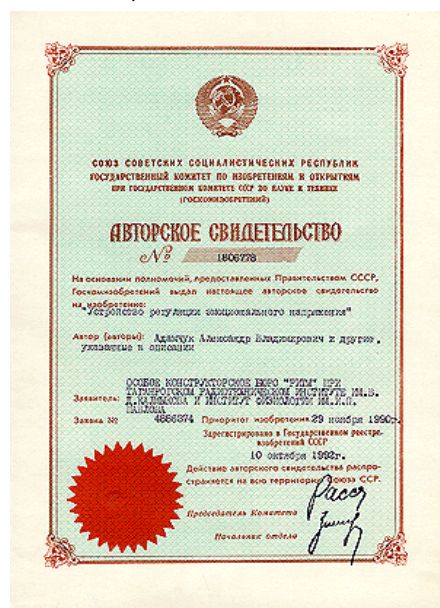 СОЮЗ СОВЕТСКИХ СОЦИАЛИСТИЧЕСКИХ РЕСПУБЛИК
ГОСУДАРСТВЕННЫЙ КОМИТЕТ ПО ИЗОБРЕТЕНИЯМ И ОТКРЫТИЯМ
ПРИ ГОСУДАРСТВЕННОМ КОМИТЕТЕ СССР ПО НАУКЕ И ТЕХНИКЕ
(ГОСКОМИЗОБРЕТЕНИЙ)
АВТОРСКОЕ СВИДЕТЕЛЬСТВО
№ 1806778
На основании полномочий, предоставленных Правительством СССР,
Госкомизобретений выдал настоящее авторское свидетельство
на изобретение:
"Устройство регуляции эмоционального напряжения"
Автор (авторы): Адамчук Александр Владимирович и другие,
указанные в описании
ОСОБОЕ КОНСТРУКТОРСКОЕ БЮРО "РИТМ" ПРИ
ТАГАНРОГСКОМ РАДИОТЕХНИЧЕСКОМ ИНСТИТУТЕ ИМ.В.
Заявитель: Д.КАЛМЫКОВА И ИНСТИТУТ ФИЗИОЛОГИИ ИМ.И.П.
ПАВЛОВА
Заявка № 4886374 Приоритет изобретения 29 ноября 1990г.
Зарегистрировано в Государственном реестре
изобретений СССР
10 октября 1992г.
Действие авторского свидетельства распро-
страняется на всю территорию Союза ССР.
Председатель Комитета
Начальник отдела